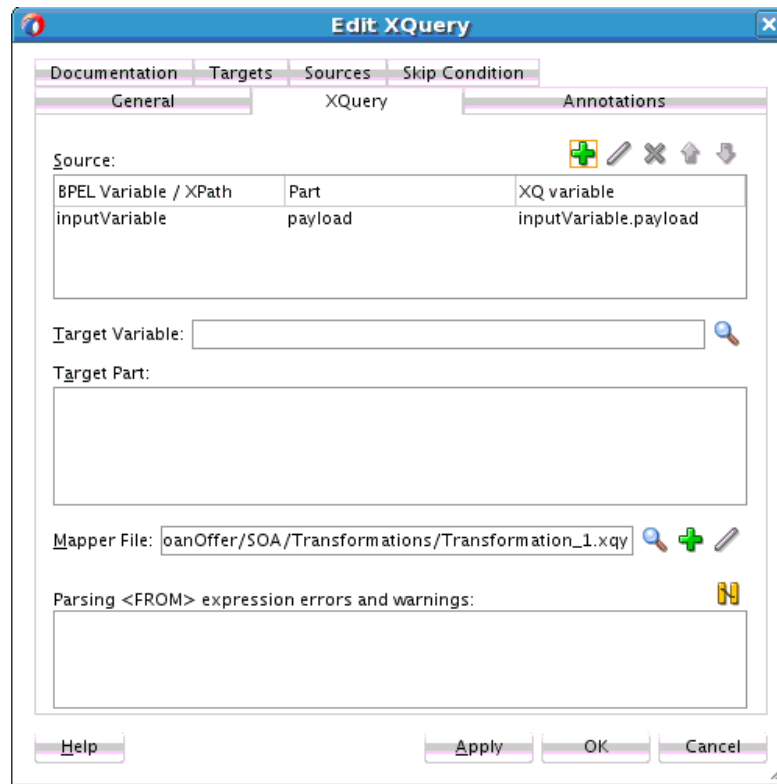 Edit XQuery
Documentation Targets Sources Skip Condition
General XQuery Annotations
Source:
BPEL Variable / XPath Part XQ variable
inputVariable payload inputVariable.payload
Target Variable:
Target Part:
Mapper File: oanOffer/SOA/Transformations/Transformation_1.xqy
Parsing <FROM> expression errors and warnings:
Help Apply OK Cancel